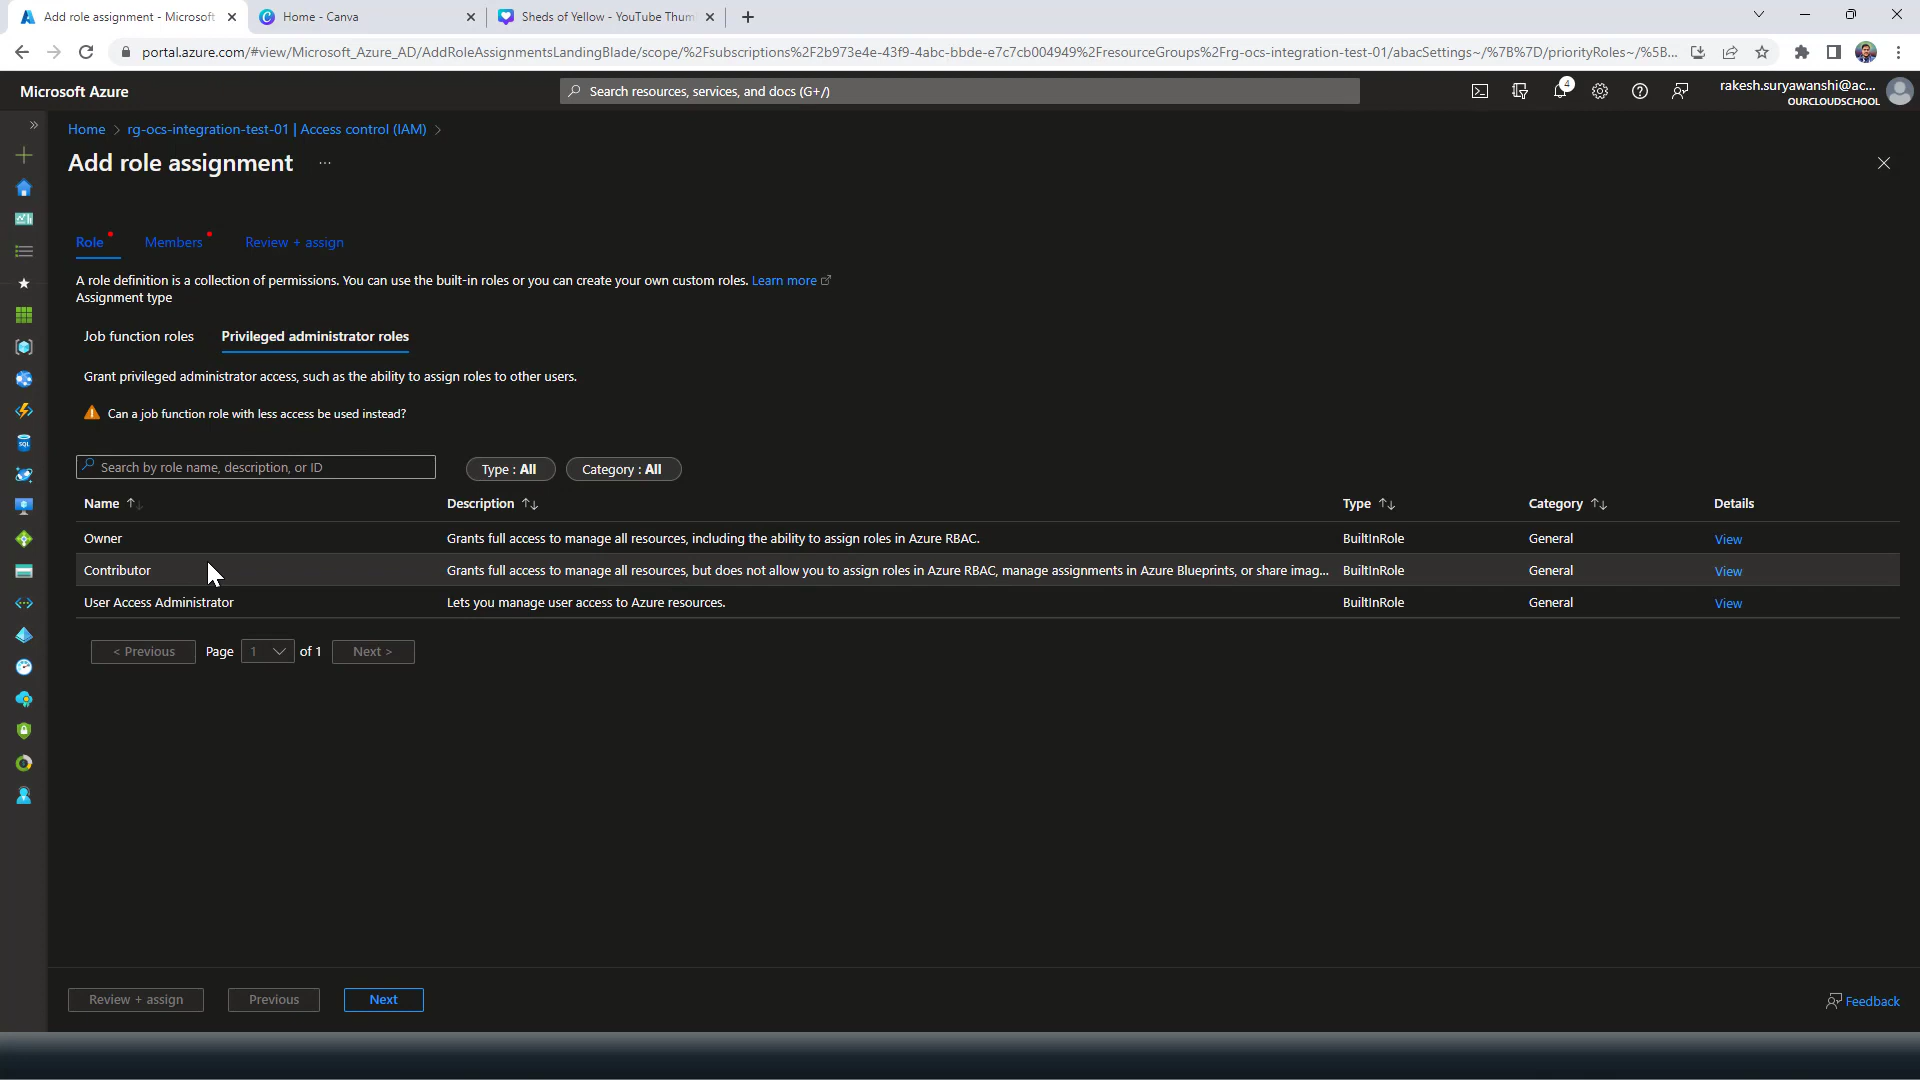 Add role assignment - Microsoft
Home - Canva
Sheds of Yellow - YouTube Thum
portal.azure.com/#view/Microsoft_Azure_AD/AddRoleAssignmentsLandingBlade/scope/%2Fsubscriptions%2F2b973e4e-43f9-4abc-bbde-e7c7cb004949%2FresourceGroups%2Frg-ocs-integration-test-01/abacSettings~/%7B%7D/priorityRoles~/%5B...
Microsoft Azure
Search resources, services, and docs (G+/)
4
rakesh.suryawanshi@ac...
OURCLOUDSCHOOL
Home > rg-ocs-integration-test-01 | Access control (IAM) >
Add role assignment ...
Role Members Review + assign
A role definition is a collection of permissions. You can use the built-in roles or you can create your own custom roles. Learn more
Assignment type
Job function roles Privileged administrator roles
Grant privileged administrator access, such as the ability to assign roles to other users.
Can a job function role with less access be used instead?
Search by role name, description, or ID
Type : All
Category : All
Name Description Type Category Details
Owner Grants full access to manage all resources, including the ability to assign roles in Azure RBAC. BuiltInRole General View
Contributor Grants full access to manage all resources, but does not allow you to assign roles in Azure RBAC, manage assignments in Azure Blueprints, or share imag... BuiltInRole General View
User Access Administrator Lets you manage user access to Azure resources. BuiltInRole General View
< Previous Page 1 of 1 Next >
Review + assign Previous Next
Feedback